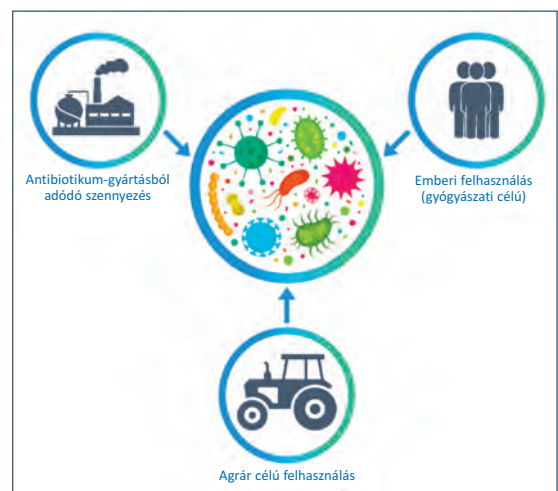 Antibiotikum-gyártásból
adódó szennyezés
Emberi felhasználás
(gyógyászati célú)
Agrár célú felhasználás